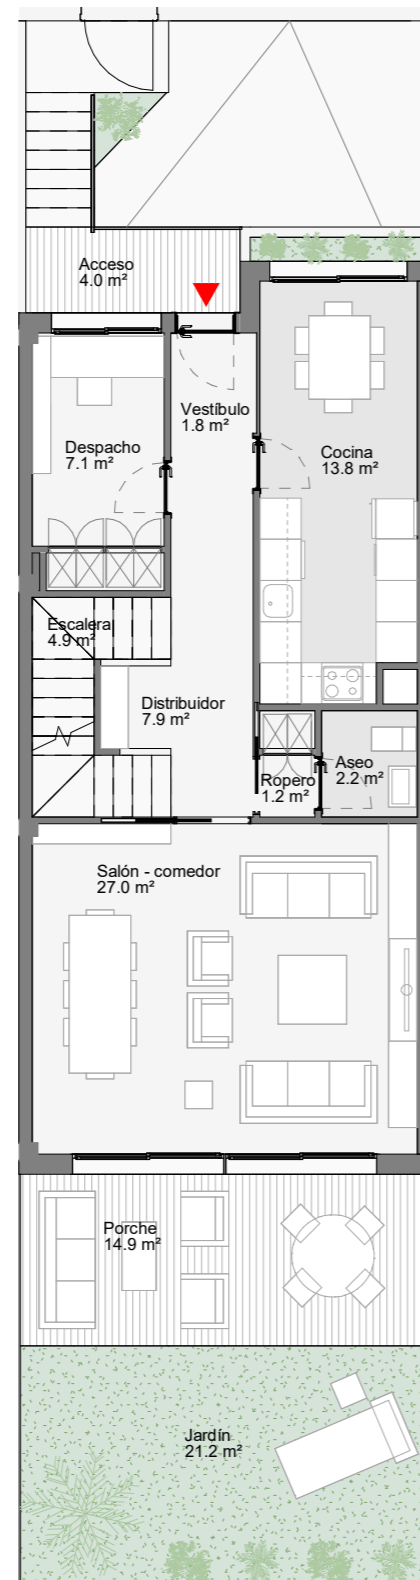 Acceso
4.0 m²
Vestíbulo
1.8 m²
Despacho
7.1 m²
Cocina
13.8 m²
Escalera
4.9 m²
Distribuidor
7.9 m²
Ropero
1.2 m²
Aseo
2.2 m²
Salón - comedor
27.0 m²
Porche
14.9 m²
Jardín
21.2 m²